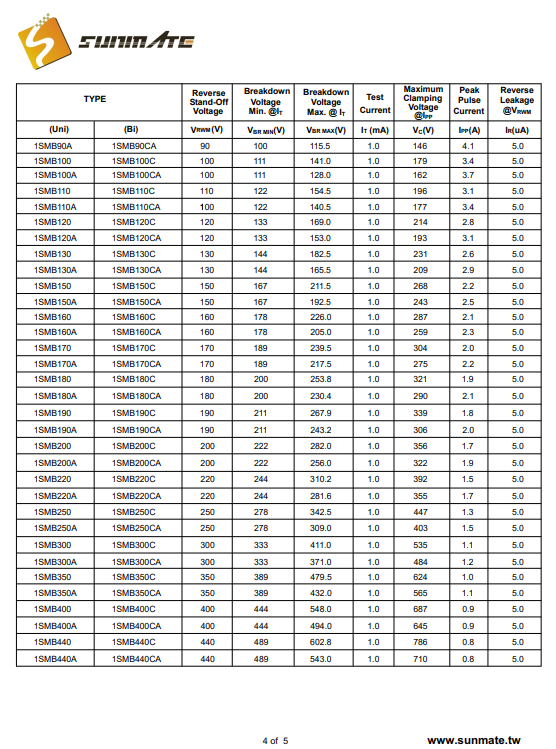 SUNMATE
TYPE Reverse Stand-Off Voltage Breakdown Voltage Min. @IT Breakdown Voltage Max. @ IT Test Current Maximum Clamping Voltage @IPP Peak Pulse Current Reverse Leakage @VRWM
(Uni) (Bi) VRWM(V) VBR MIN(V) VBR MAX(V) IT (mA) VC(V) IPP(A) IR(uA)
1SMB90A 1SMB90CA 90 100 115.5 1.0 146 4.1 5.0
1SMB100 1SMB100C 100 111 141.0 1.0 179 3.4 5.0
1SMB100A 1SMB100CA 100 111 128.0 1.0 162 3.7 5.0
1SMB110 1SMB110C 110 122 154.5 1.0 196 3.1 5.0
1SMB110A 1SMB110CA 100 122 140.5 1.0 177 3.4 5.0
1SMB120 1SMB120C 120 133 169.0 1.0 214 2.8 5.0
1SMB120A 1SMB120CA 120 133 153.0 1.0 193 3.1 5.0
1SMB130 1SMB130C 130 144 182.5 1.0 231 2.6 5.0
1SMB130A 1SMB130CA 130 144 165.5 1.0 209 2.9 5.0
1SMB150 1SMB150C 150 167 211.5 1.0 268 2.2 5.0
1SMB150A 1SMB150CA 150 167 192.5 1.0 243 2.5 5.0
1SMB160 1SMB160C 160 178 226.0 1.0 287 2.1 5.0
1SMB160A 1SMB160CA 160 178 205.0 1.0 259 2.3 5.0
1SMB170 1SMB170C 170 189 239.5 1.0 304 2.0 5.0
1SMB170A 1SMB170CA 170 189 217.5 1.0 275 2.2 5.0
1SMB180 1SMB180C 180 200 253.8 1.0 321 1.9 5.0
1SMB180A 1SMB180CA 180 200 230.4 1.0 290 2.1 5.0
1SMB190 1SMB190C 190 211 267.9 1.0 339 1.8 5.0
1SMB190A 1SMB190CA 190 211 243.2 1.0 306 2.0 5.0
1SMB200 1SMB200C 200 222 282.0 1.0 356 1.7 5.0
1SMB200A 1SMB200CA 200 222 256.0 1.0 322 1.9 5.0
1SMB220 1SMB220C 220 244 310.2 1.0 392 1.5 5.0
1SMB220A 1SMB220CA 220 244 281.6 1.0 355 1.7 5.0
1SMB250 1SMB250C 250 278 342.5 1.0 447 1.3 5.0
1SMB250A 1SMB250CA 250 278 309.0 1.0 403 1.5 5.0
1SMB300 1SMB300C 300 333 411.0 1.0 535 1.1 5.0
1SMB300A 1SMB300CA 300 333 371.0 1.0 484 1.2 5.0
1SMB350 1SMB350C 350 389 479.5 1.0 624 1.0 5.0
1SMB350A 1SMB350CA 350 389 432.0 1.0 565 1.1 5.0
1SMB400 1SMB400C 400 444 548.0 1.0 687 0.9 5.0
1SMB400A 1SMB400CA 400 444 494.0 1.0 645 0.9 5.0
1SMB440 1SMB440C 440 489 602.8 1.0 786 0.8 5.0
1SMB440A 1SMB440CA 440 489 543.0 1.0 710 0.8 5.0
4 of 5
www.sunmate.tw